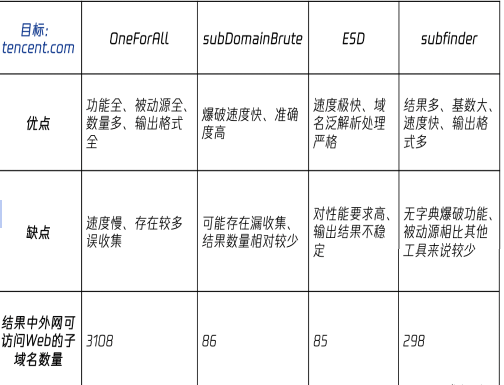 目标:
tencent.com
OneForAll
subDomainBrute
ESD
subfinder
优点
功能全、被动源全、
数量多、输出格式
全
爆破速度快、准确
度高
速度极快、域
名泛解析处理
严格
结果多、基数大、
速度快、输出格
式多
缺点
速度慢、存在较多
误收集
可能存在漏收集、
结果数量相对较少
对性能要求高、
输出结果不稳
定
无字典爆破功能、
被动源相比其他
工具来说较少
结果中外网可
访问Web的子
域名数量
3108
86
85
298